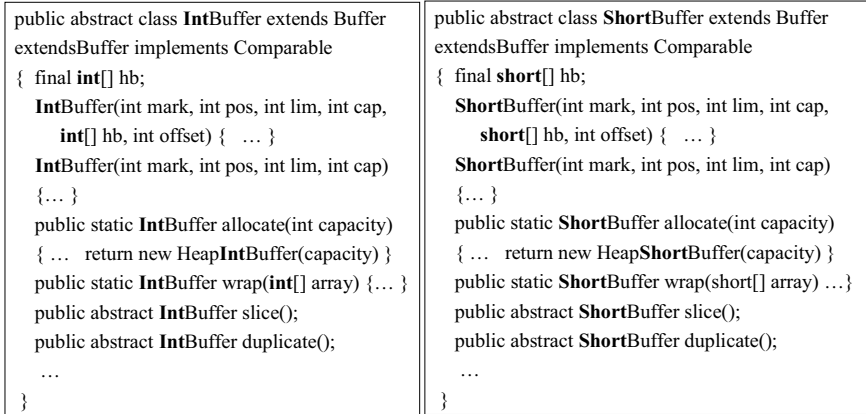 public abstract class IntBuffer extends Buffer
extendsBuffer implements Comparable
{ final int[] hb;
IntBuffer(int mark, int pos, int lim, int cap,
int[] hb, int offset) { … }
IntBuffer(int mark, int pos, int lim, int cap)
{… }
public static IntBuffer allocate(int capacity)
{ … return new HeapIntBuffer(capacity) }
public static IntBuffer wrap(int[] array) {… }
public abstract IntBuffer slice();
public abstract IntBuffer duplicate();
…
}
public abstract class ShortBuffer extends Buffer
extendsBuffer implements Comparable
{ final short[] hb;
ShortBuffer(int mark, int pos, int lim, int cap,
short[] hb, int offset) { … }
ShortBuffer(int mark, int pos, int lim, int cap)
{… }
public static ShortBuffer allocate(int capacity)
{ … return new HeapShortBuffer(capacity) }
public static ShortBuffer wrap(short[] array) …}
public abstract ShortBuffer slice();
public abstract ShortBuffer duplicate();
…
}